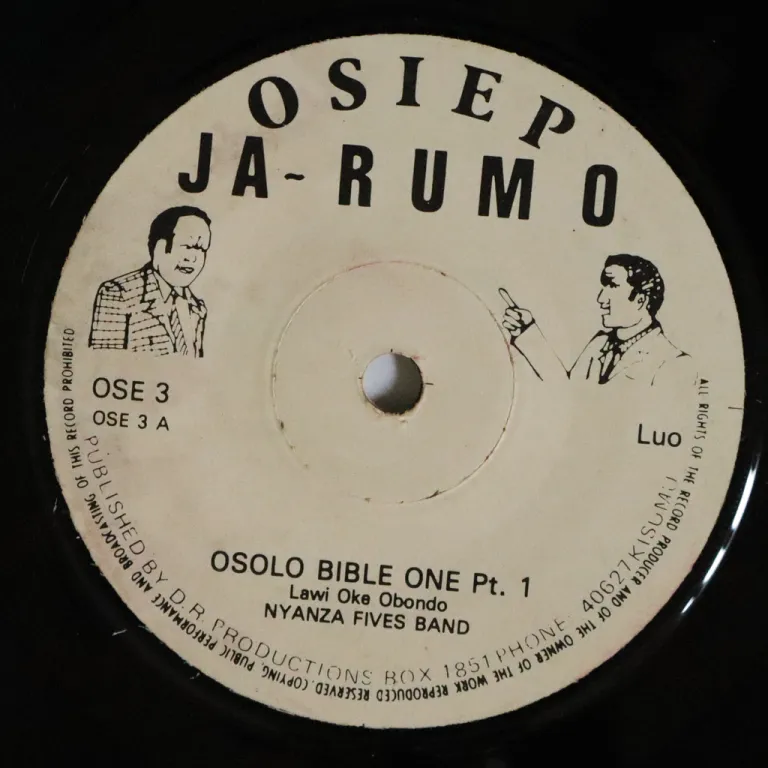 OSIEP
JA-RUMO
OSE 3
OSE 3 A
Luo
OSOLO BIBLE ONE Pt. 1
Lawi Oke Obondo
NYANZA FIVES BAND
PUBLISHED BY D.R. PRODUCTIONS BOX 1851 PHONE 40627 KISUMU
ALL RIGHTS OF THE RECORD PRODUCER AND OF THE OWNER OF THE WORK REPRODUCED RESERVED. COPYING, PUBLIC PERFORMANCE AND BROADCASTING OF THIS RECORD PROHIBITED